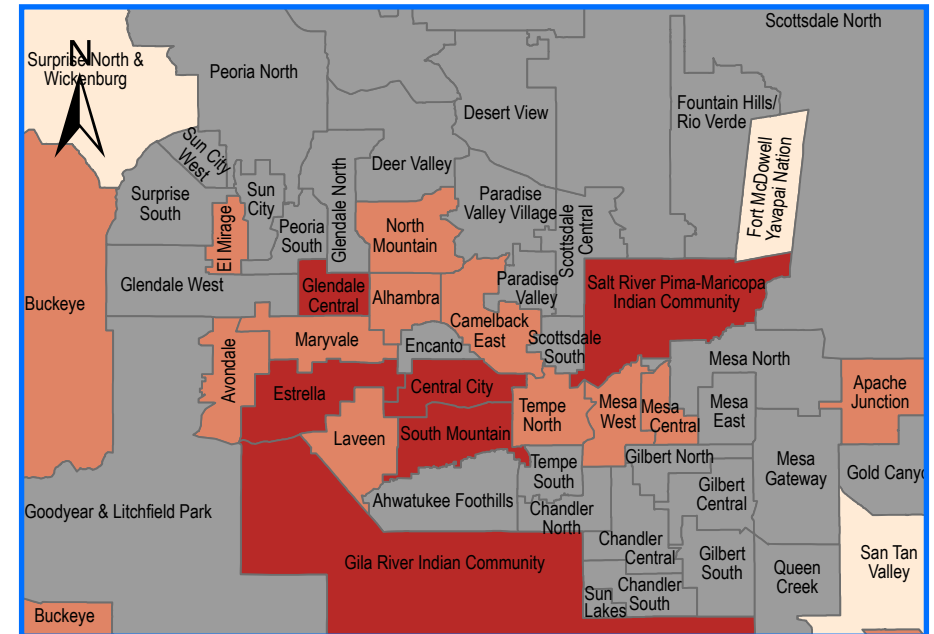 Scottsdale North
N
Surprise North &
Wickenburg
Peoria North
Fountain Hills/
Rio Verde
Desert View
Sun City
West
Deer Valley
Fort McDowell
Yavapai Nation
Surprise
South
Sun
City
Glendale North
Paradise
Valley Village
Scottsdale
Central
El Mirage
Peoria
South
North
Mountain
Glendale West
Glendale
Central
Alhambra
Paradise
Valley
Salt River Pima-Maricopa
Indian Community
Buckeye
Camelback
East
Maryvale
Encanto
Scottsdale
South
Mesa North
Avondale
Estrella
Central City
Apache
Junction
Mesa
West
Mesa
Central
Mesa
East
Tempe
North
Laveen
South Mountain
Gilbert North
Tempe
South
Mesa
Gateway
Gold Canyo
Ahwatukee Foothills
Gilbert
Central
Goodyear & Litchfield Park
Chandler
North
Chandler
Central
Gilbert
South
San Tan
Valley
Gila River Indian Community
Queen
Creek
Chandler
South
Sun
Lakes
Buckeye